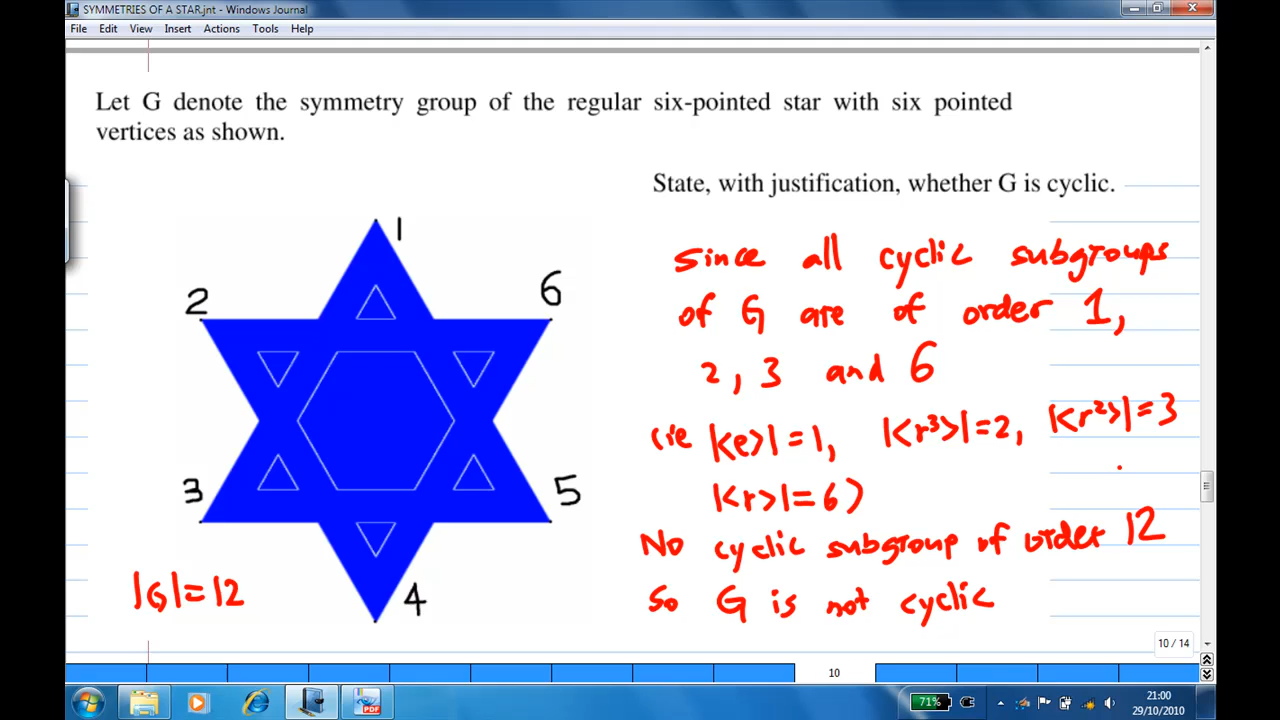 SYMMETRIES OF A STAR.jnt - Windows Journal
File Edit View Insert Actions Tools Help
Let G denote the symmetry group of the regular six-pointed star with six pointed
vertices as shown.
State, with justification, whether G is cyclic.
1
2
6
3
5
4
|G|=12
since all cyclic subgroups
of G are of order 1,
2, 3 and 6
(ie |<e>|=1, |<r³>|=2, |<r²>|=3
|<r>|=6)
No cyclic subgroup of order 12
So G is not cyclic
10 / 14
10
PDF
71%
21:00
29/10/2010